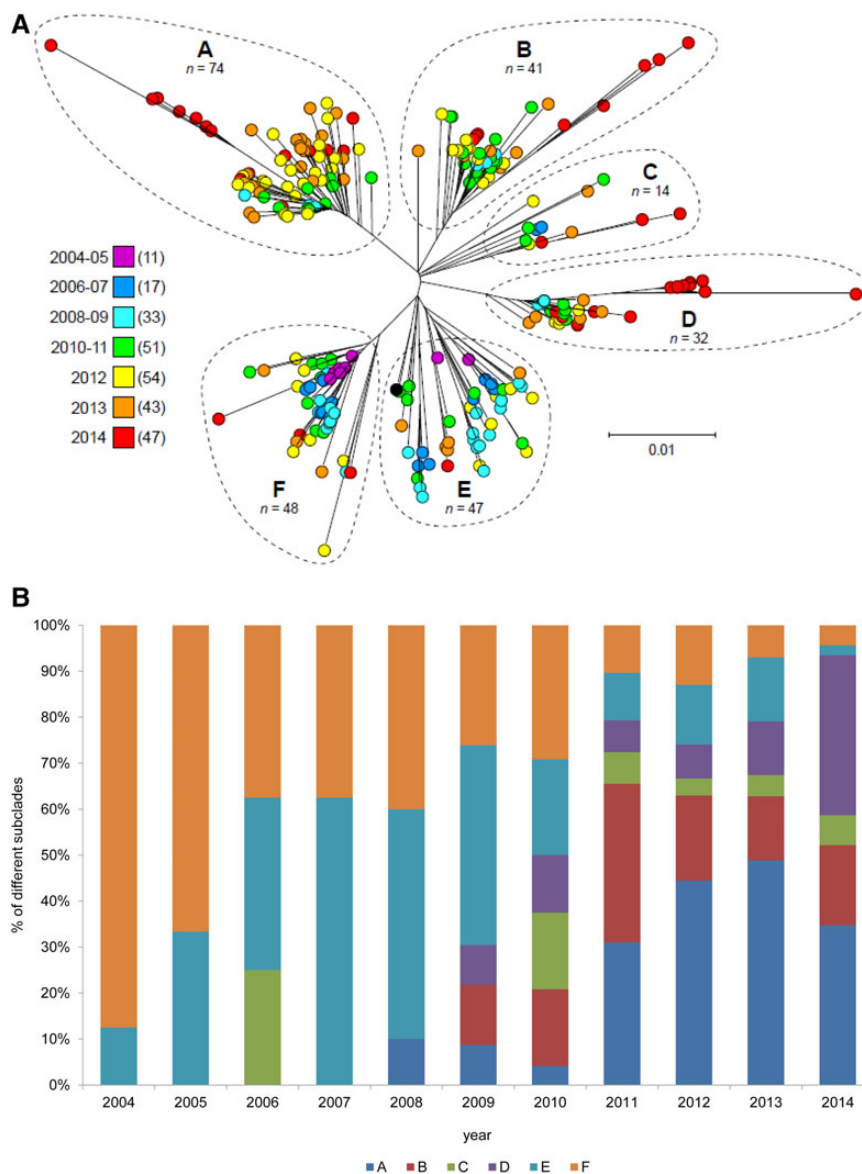 A
A
n = 74
B
n = 41
C
n = 14
D
n = 32
E
n = 47
F
n = 48
2004-05 (11)
2006-07 (17)
2008-09 (33)
2010-11 (51)
2012 (54)
2013 (43)
2014 (47)
0.01
B
% of different subclades
100%
90%
80%
70%
60%
50%
40%
30%
20%
10%
0%
2004 2005 2006 2007 2008 2009 2010 2011 2012 2013 2014
year
A B C D E F